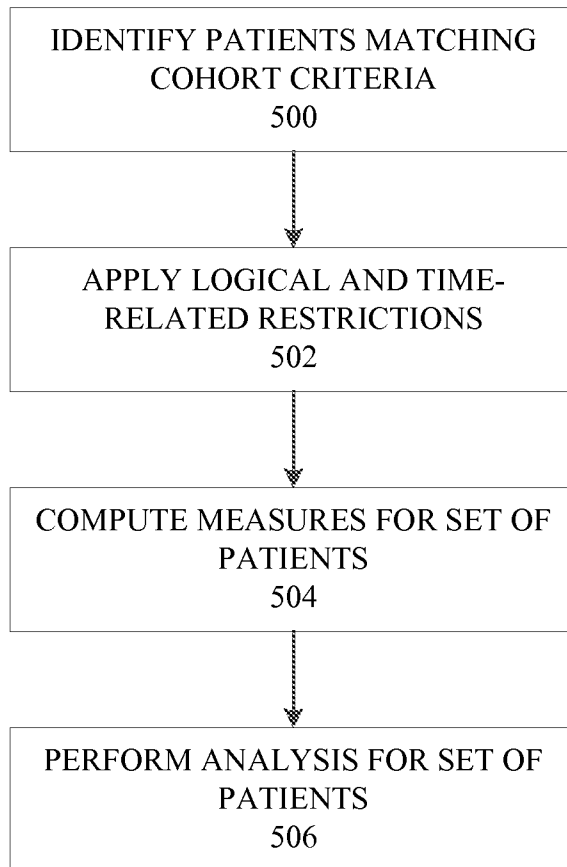 IDENTIFY PATIENTS MATCHING
COHORT CRITERIA
500
APPLY LOGICAL AND TIME-
RELATED RESTRICTIONS
502
COMPUTE MEASURES FOR SET OF
PATIENTS
504
PERFORM ANALYSIS FOR SET OF
PATIENTS
506